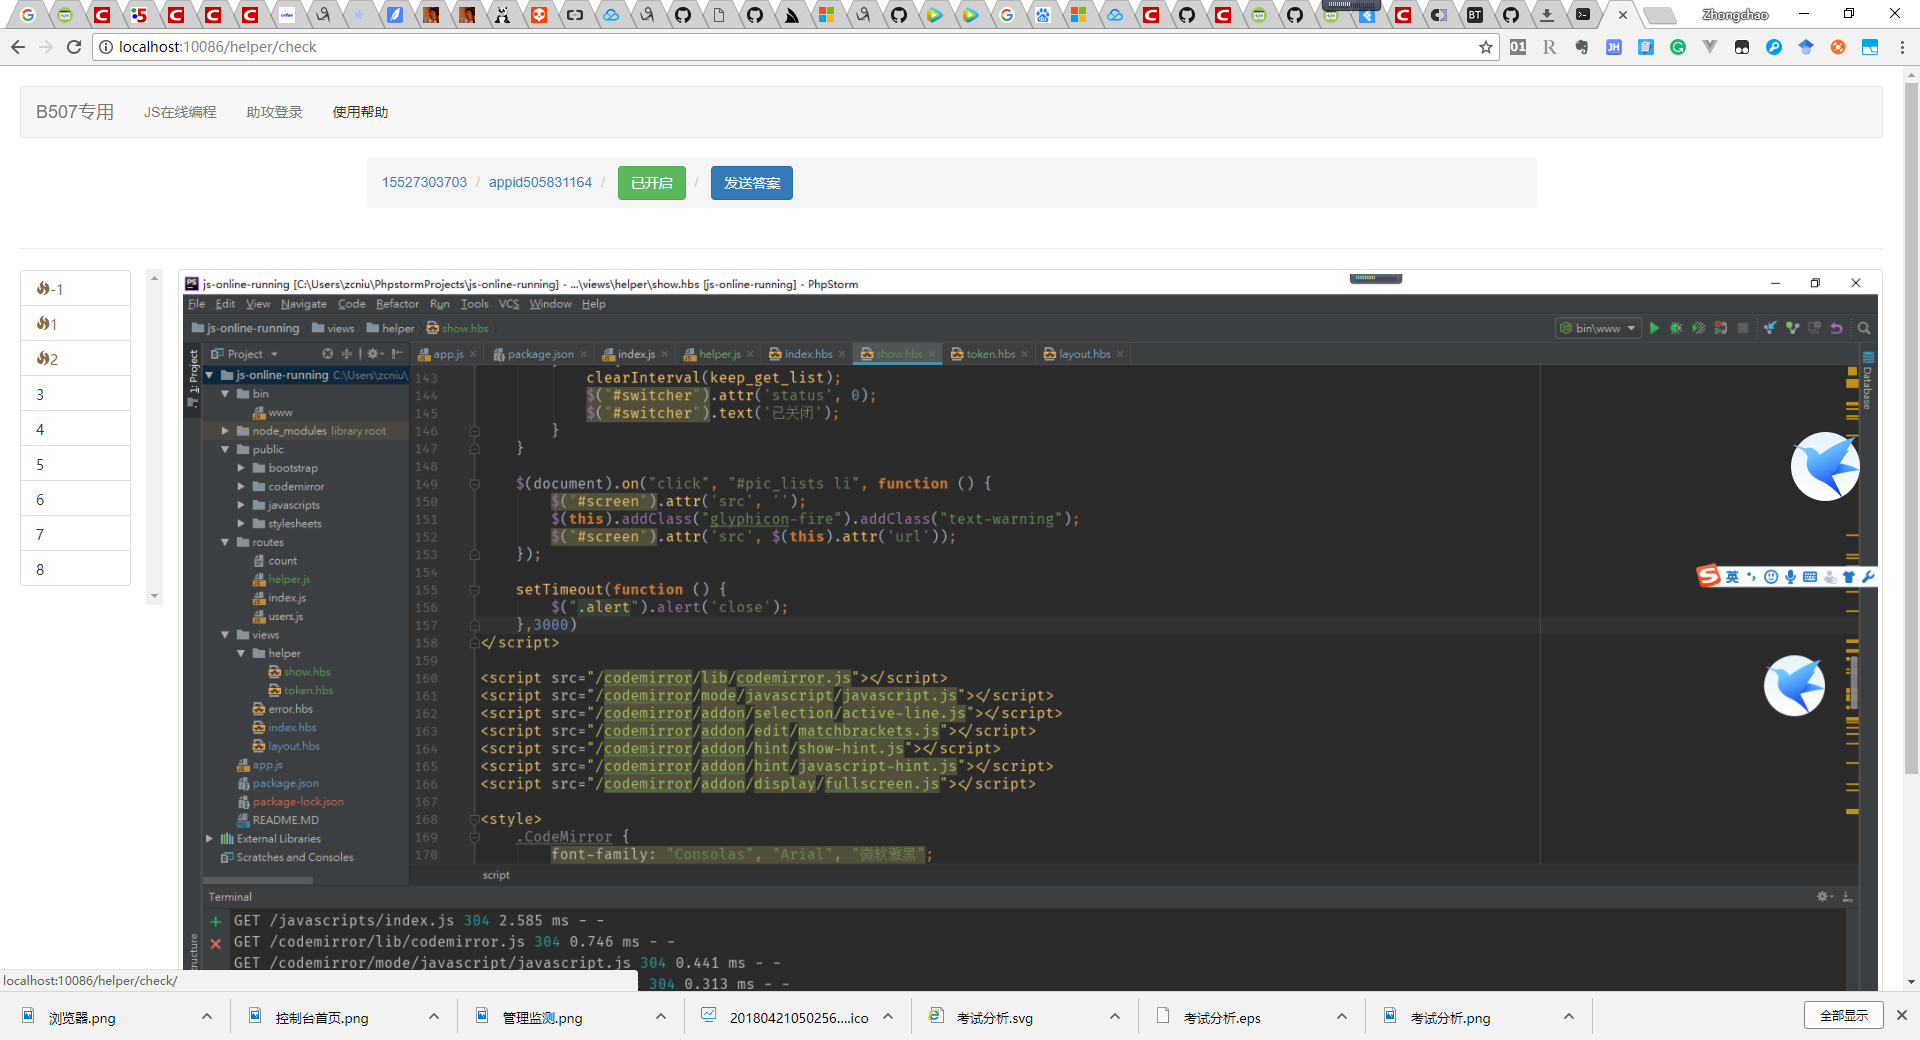 Zhongchao
localhost:10086/helper/check
B507专用 JS在线编程 助攻登录 使用帮助
15527303703 / appid505831164 / 已开启 / 发送答案
-1
1
2
3
4
5
6
7
8
js-online-running [C:\Users\zcniu\PhpstormProjects\js-online-running] - ...\views\helper\show.hbs [js-online-running] - PhpStorm
File Edit View Navigate Code Refactor Run Tools VCS Window Help
js-online-running views helper show.hbs
bin\www
Project
app.js package.json index.js helper.js index.hbs show.hbs token.hbs layout.hbs
1: Project
Database
js-online-running C:\Users\zcniu\
bin
www
node_modules library root
public
bootstrap
codemirror
javascripts
stylesheets
routes
count
helper.js
index.js
users.js
views
helper
show.hbs
token.hbs
error.hbs
index.hbs
layout.hbs
app.js
package.json
package-lock.json
README.MD
External Libraries
Scratches and Consoles
143 clearInterval(keep_get_list);
144 $("#switcher").attr('status', 0);
145 $("#switcher").text('已关闭');
146 }
147 }
148
149 $(document).on("click", "#pic_lists li", function () {
150 $("#screen").attr('src', '');
151 $(this).addClass("glyphicon-fire").addClass("text-warning");
152 $("#screen").attr('src', $(this).attr('url'));
153 });
154
155 setTimeout(function () {
156 $(".alert").alert('close');
157 },3000)
158 </script>
159
160 <script src="/codemirror/lib/codemirror.js"></script>
161 <script src="/codemirror/mode/javascript/javascript.js"></script>
162 <script src="/codemirror/addon/selection/active-line.js"></script>
163 <script src="/codemirror/addon/edit/matchbrackets.js"></script>
164 <script src="/codemirror/addon/hint/show-hint.js"></script>
165 <script src="/codemirror/addon/hint/javascript-hint.js"></script>
166 <script src="/codemirror/addon/display/fullscreen.js"></script>
167
168 <style>
169 .CodeMirror {
170 font-family: "Consolas", "Arial", "微软雅黑";
script
英
Terminal
GET /javascripts/index.js 304 2.585 ms - -
GET /codemirror/lib/codemirror.js 304 0.746 ms - -
GET /codemirror/mode/javascript/javascript.js 304 0.441 ms - -
304 0.313 ms - -
localhost:10086/helper/check/
浏览器.png 控制台首页.png 管理监测.png 20180421050256....ico 考试分析.svg 考试分析.eps 考试分析.png 全部显示